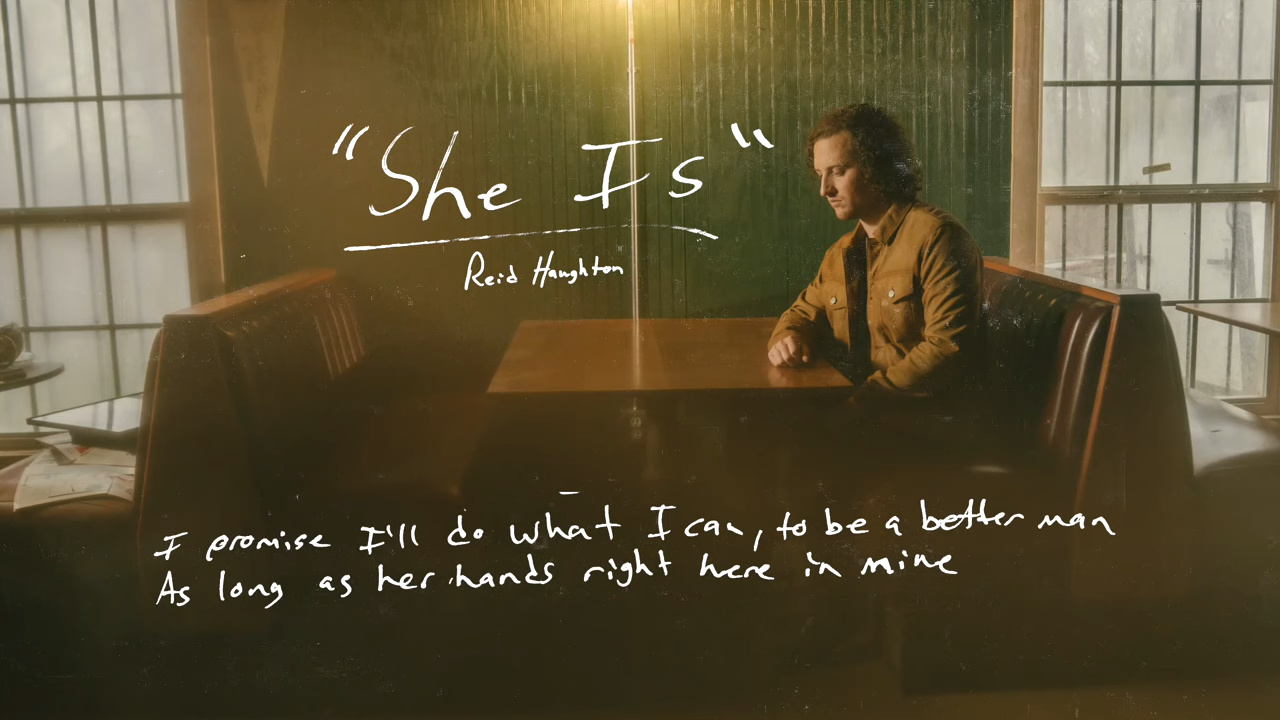 "She Is"
Reid Haughton
I promise I'll do what I can, to be a better man
As long as her hands right here in mine